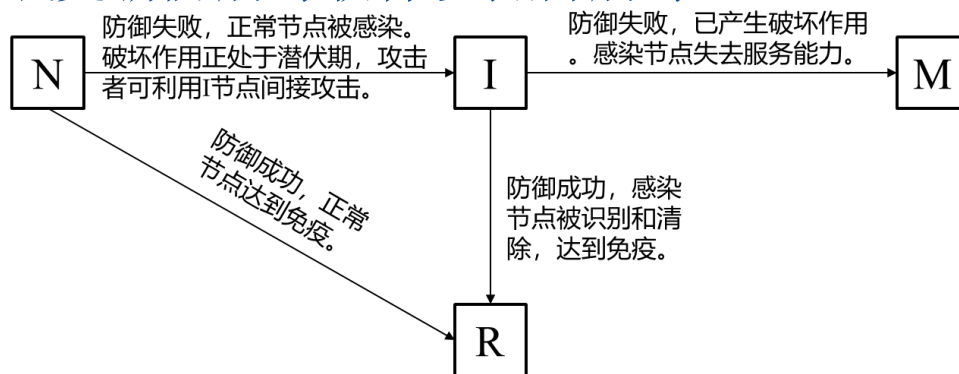 防御失败，正常节点被感染。
破坏作用正处于潜伏期，攻击
者可利用I节点间接攻击。
防御失败，已产生破坏作用
。感染节点失去服务能力。
N
I
M
防御成功，正常
节点达到免疫。
防御成功，感染
节点被识别和清
除，达到免疫。
R